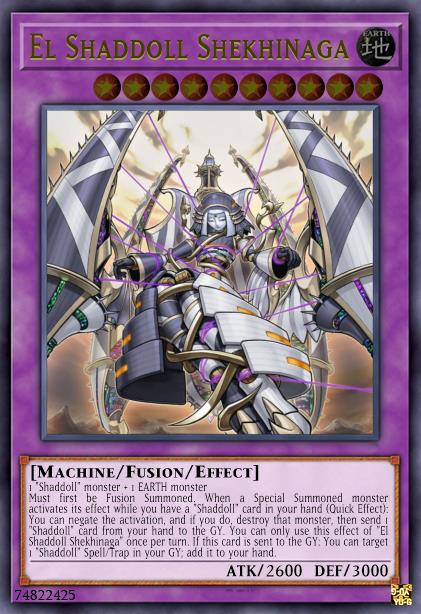 El Shaddoll Shekhinaga
EARTH
地
[Machine/Fusion/Effect]
1 "Shaddoll" monster + 1 EARTH monster
Must first be Fusion Summoned. When a Special Summoned monster
activates its effect while you have a "Shaddoll" card in your hand (Quick Effect):
You can negate the activation, and if you do, destroy that monster, then send 1
"Shaddoll" card from your hand to the GY. You can only use this effect of "El
Shaddoll Shekhinaga" once per turn. If this card is sent to the GY: You can target
1 "Shaddoll" Spell/Trap in your GY; add it to your hand.
ATK/2600 DEF/3000
74822425